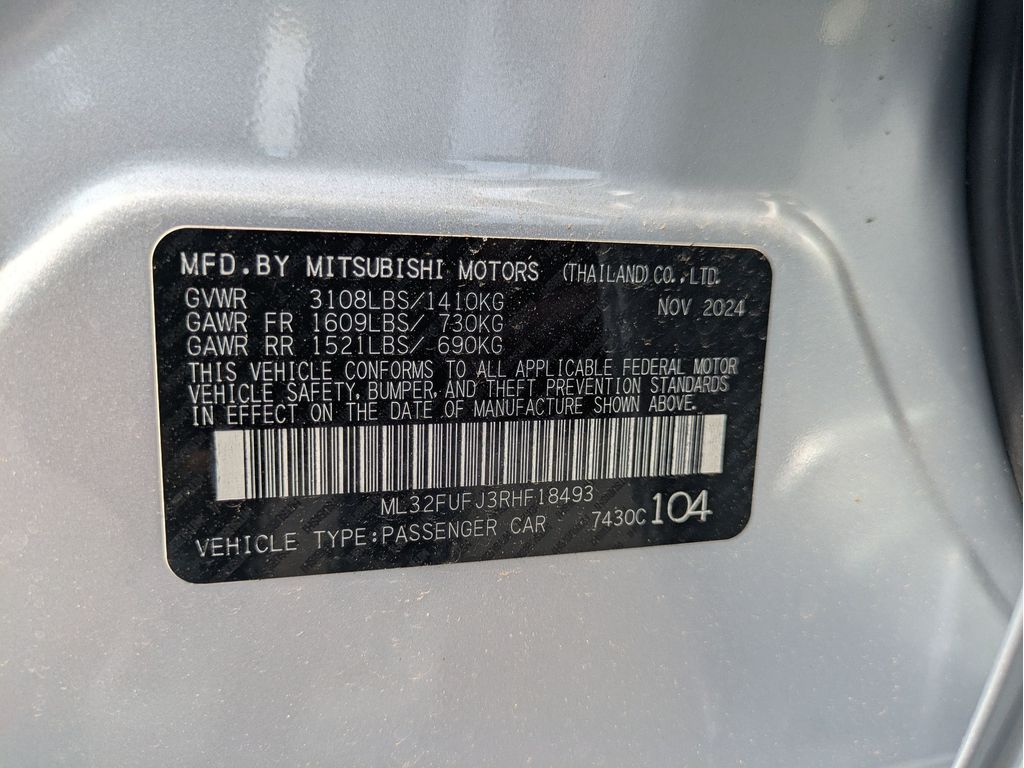 MFD.BY MITSUBISHI MOTORS (THAILAND) CO.,LTD.
GVWR 3108LBS/1410KG NOV 2024
GAWR FR 1609LBS/ 730KG
GAWR RR 1521LBS/ 690KG
THIS VEHICLE CONFORMS TO ALL APPLICABLE FEDERAL MOTOR
VEHICLE SAFETY, BUMPER, AND THEFT PREVENTION STANDARDS
IN EFFECT ON THE DATE OF MANUFACTURE SHOWN ABOVE.
ML32FUFJ3RHF18493
VEHICLE TYPE:PASSENGER CAR 7430C 104